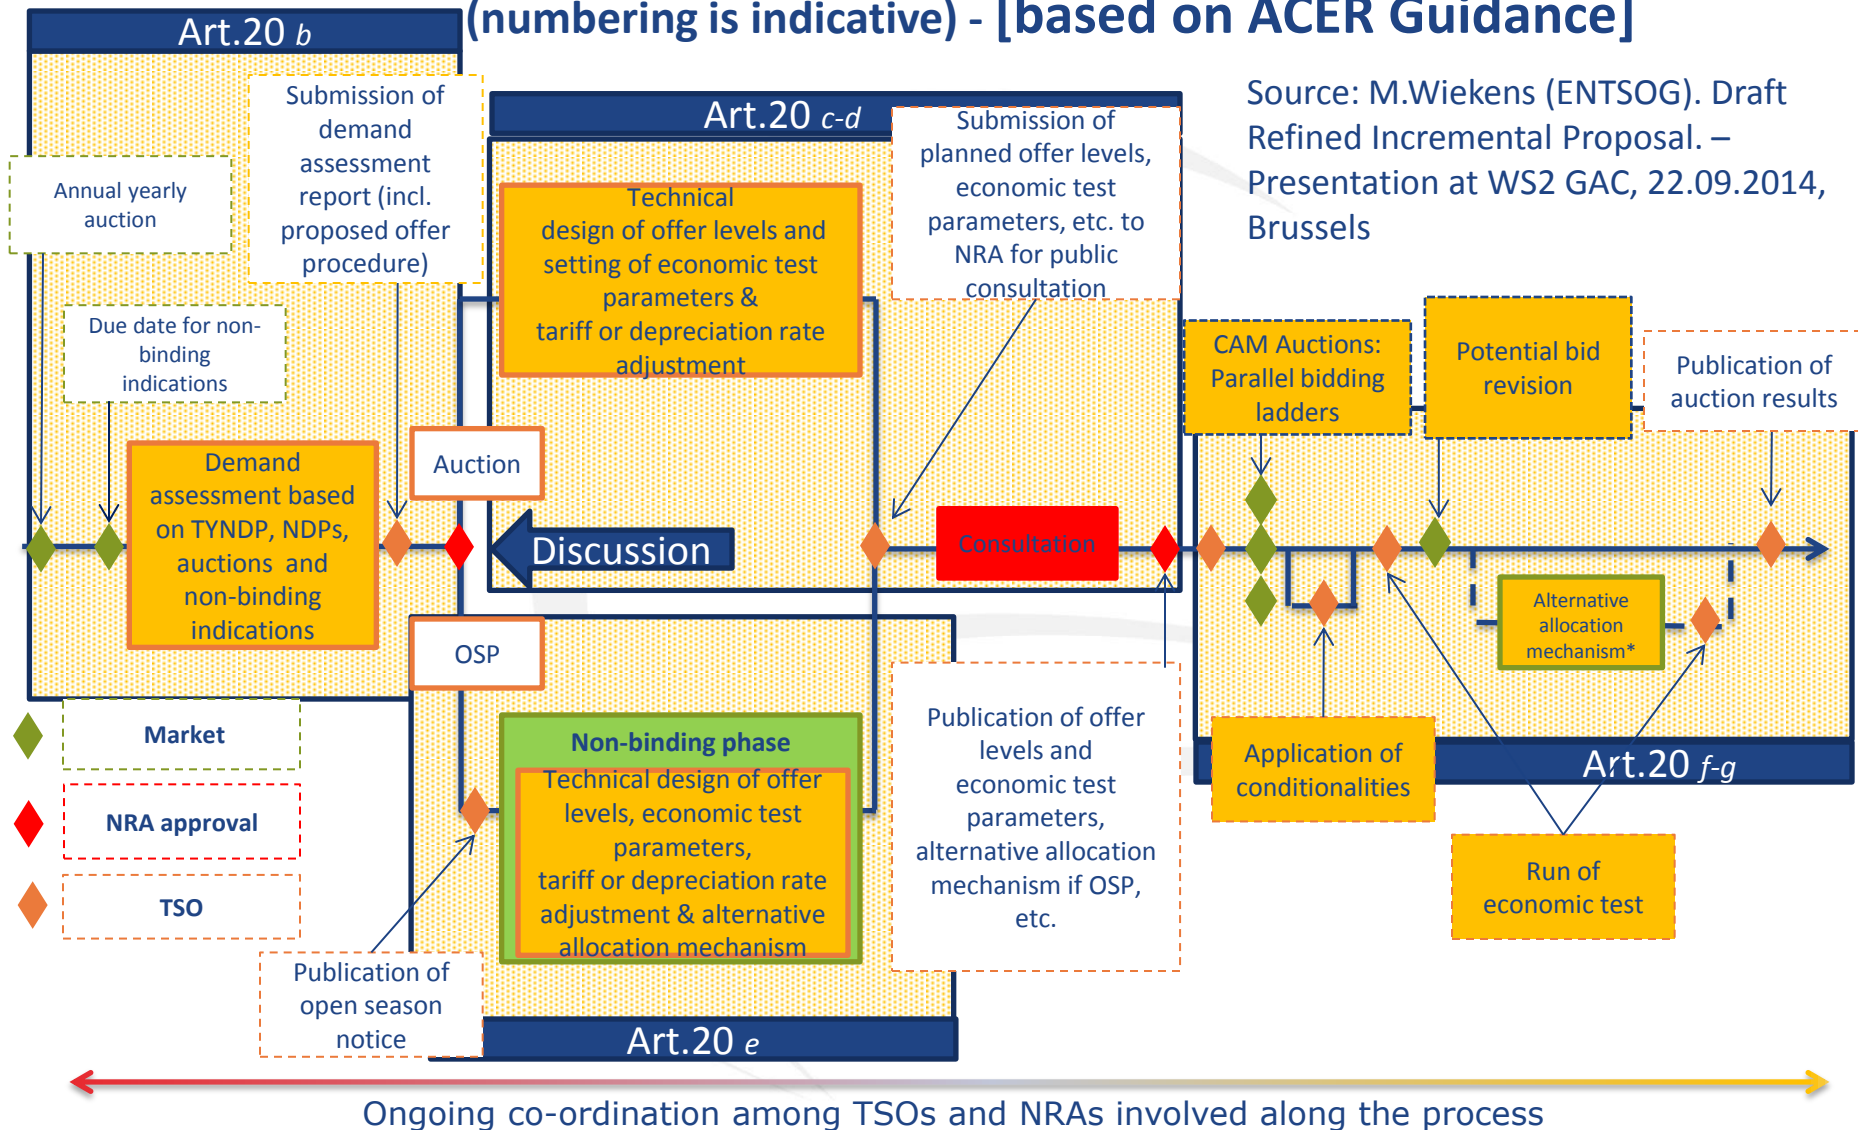 (numbering is indicative) - [based on ACER Guidance]
Art.20 b
Source: M.Wiekens (ENTSOG). Draft
Refined Incremental Proposal. –
Presentation at WS2 GAC, 22.09.2014,
Brussels
Submission of
demand
assessment
report (incl.
proposed offer
procedure)
Annual yearly
auction
Due date for non-
binding
indications
Demand
assessment based
on TYNDP, NDPs,
auctions and
non-binding
indications
Art.20 c-d
Technical
design of offer levels and
setting of economic test
parameters &
tariff or depreciation rate
adjustment
Submission of
planned offer levels,
economic test
parameters, etc. to
NRA for public
consultation
Auction
Discussion
Consultation
OSP
CAM Auctions:
Parallel bidding
ladders
Potential bid
revision
Publication of
auction results
Alternative
allocation
mechanism*
Market
NRA approval
TSO
Non-binding phase
Technical design of offer
levels, economic test
parameters,
tariff or depreciation rate
adjustment & alternative
allocation mechanism
Publication of
open season
notice
Art.20 e
Publication of offer
levels and
economic test
parameters,
alternative allocation
mechanism if OSP,
etc.
Application of
conditionalities
Art.20 f-g
Run of
economic test
Ongoing co-ordination among TSOs and NRAs involved along the process